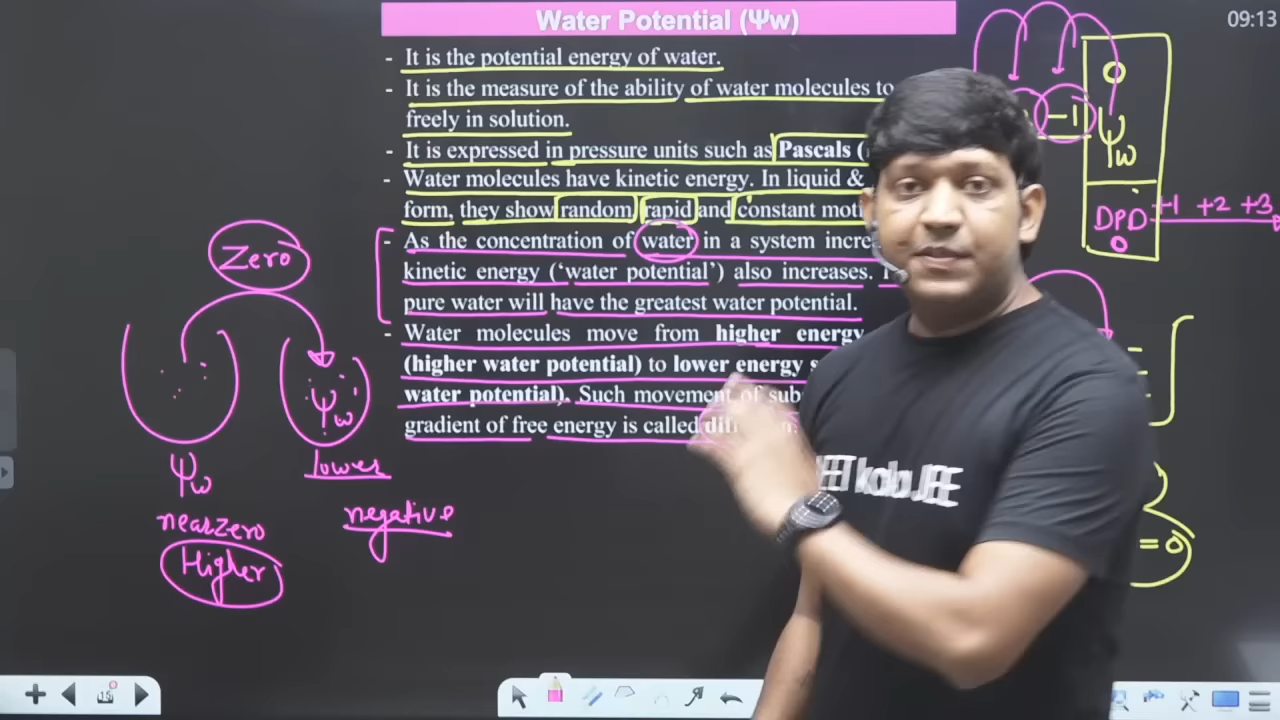 Water Potential (Ψw)
09:13
- It is the potential energy of water.
- It is the measure of the ability of water molecules to
freely in solution.
- It is expressed in pressure units such as Pascals (
- Water molecules have kinetic energy. In liquid &
form, they show random, rapid and constant moti
- As the concentration of water in a system incre
kinetic energy ('water potential') also increases.
pure water will have the greatest water potential.
- Water molecules move from higher energy
(higher water potential) to lower energy s
water potential). Such movement of sub
gradient of free energy is called
0
-1
Ψw
DPD
0
+1 +2 +3
= 0
Zero
Ψw
Ψw
near zero
Higher
lower
negative
JEE
15